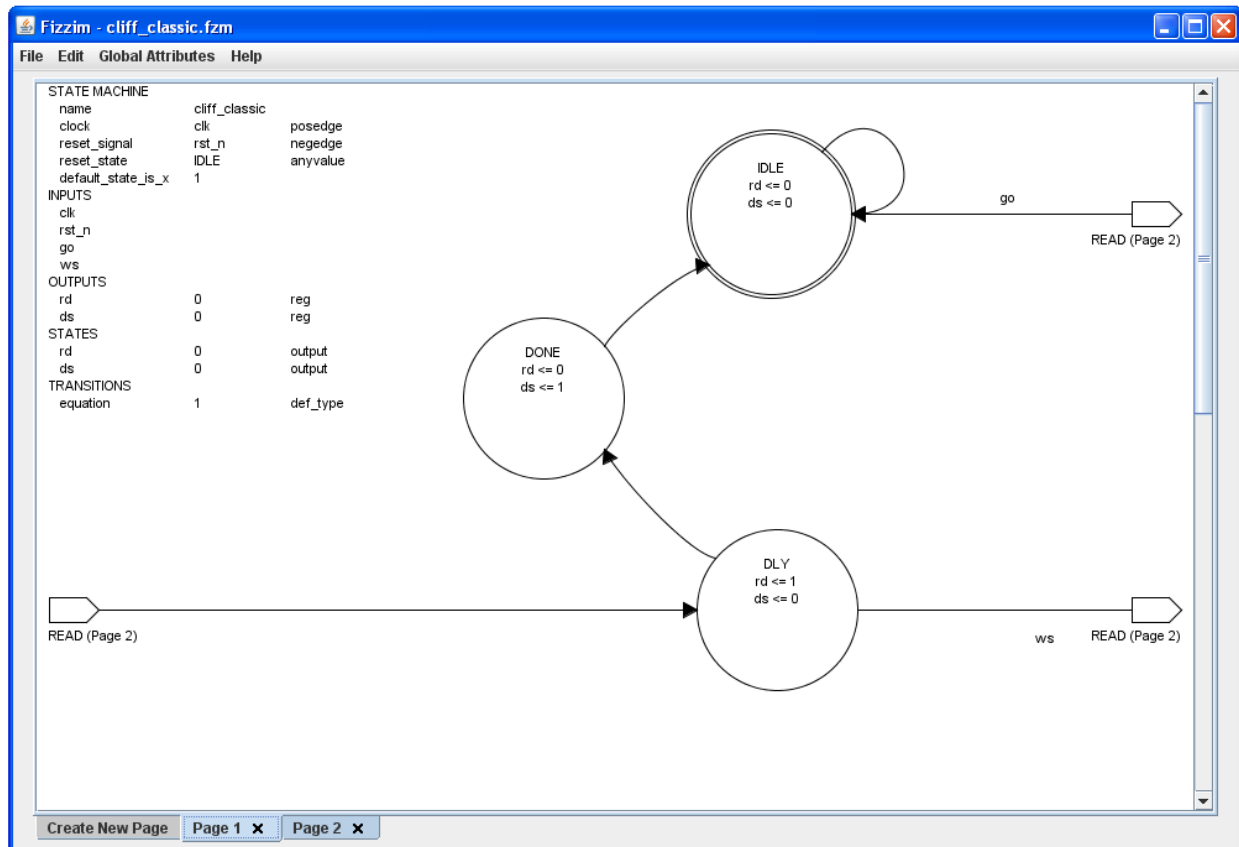 Fizzim - cliff_classic.fzm
File Edit Global Attributes Help
STATE MACHINE
name cliff_classic
clock clk posedge
reset_signal rst_n negedge
reset_state IDLE anyvalue
default_state_is_x 1
INPUTS
clk
rst_n
go
ws
OUTPUTS
rd 0 reg
ds 0 reg
STATES
rd 0 output
ds 0 output
TRANSITIONS
equation 1 def_type
IDLE
rd <= 0
ds <= 0
go
READ (Page 2)
DONE
rd <= 0
ds <= 1
DLY
rd <= 1
ds <= 0
READ (Page 2)
ws
READ (Page 2)
Create New Page Page 1 Page 2